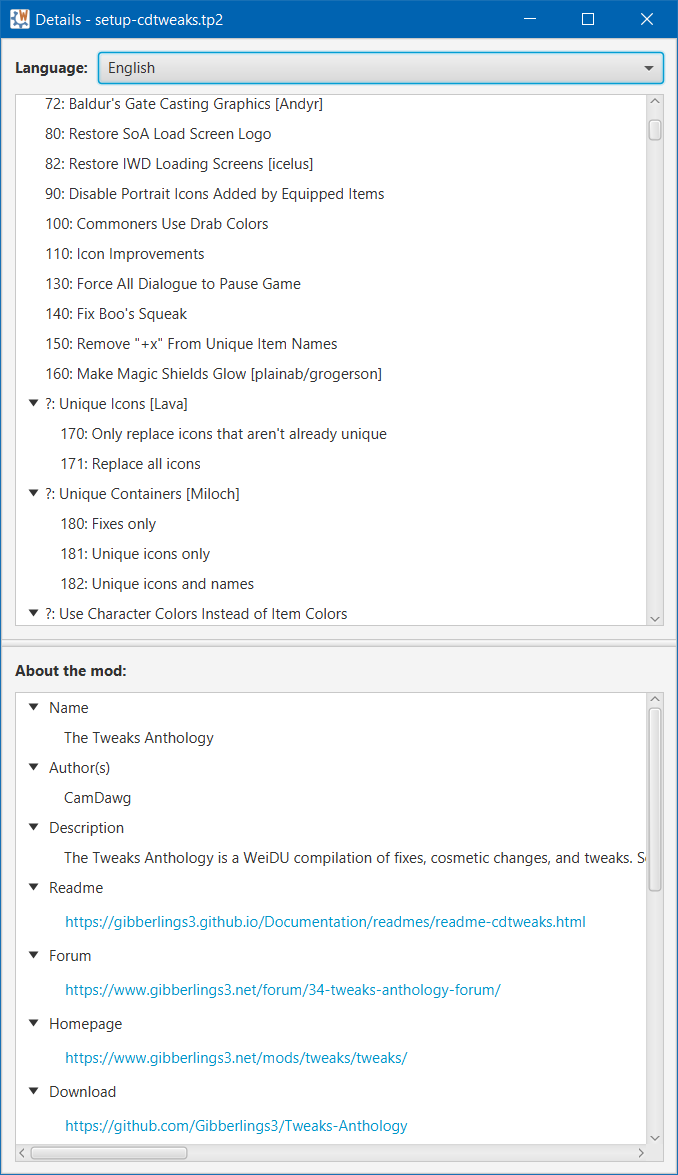 Details - setup-cdtweaks.tp2
Language: English
72: Baldur's Gate Casting Graphics [Andyr]
80: Restore SoA Load Screen Logo
82: Restore IWD Loading Screens [icelus]
90: Disable Portrait Icons Added by Equipped Items
100: Commoners Use Drab Colors
110: Icon Improvements
130: Force All Dialogue to Pause Game
140: Fix Boo's Squeak
150: Remove "+x" From Unique Item Names
160: Make Magic Shields Glow [plainab/grogerson]
?: Unique Icons [Lava]
170: Only replace icons that aren't already unique
171: Replace all icons
?: Unique Containers [Miloch]
180: Fixes only
181: Unique icons only
182: Unique icons and names
?: Use Character Colors Instead of Item Colors
About the mod:
Name
The Tweaks Anthology
Author(s)
CamDawg
Description
The Tweaks Anthology is a WeiDU compilation of fixes, cosmetic changes, and tweaks.
Readme
https://gibberlings3.github.io/Documentation/readmes/readme-cdtweaks.html
Forum
https://www.gibberlings3.net/forum/34-tweaks-anthology-forum/
Homepage
https://www.gibberlings3.net/mods/tweaks/tweaks/
Download
https://github.com/Gibberlings3/Tweaks-Anthology